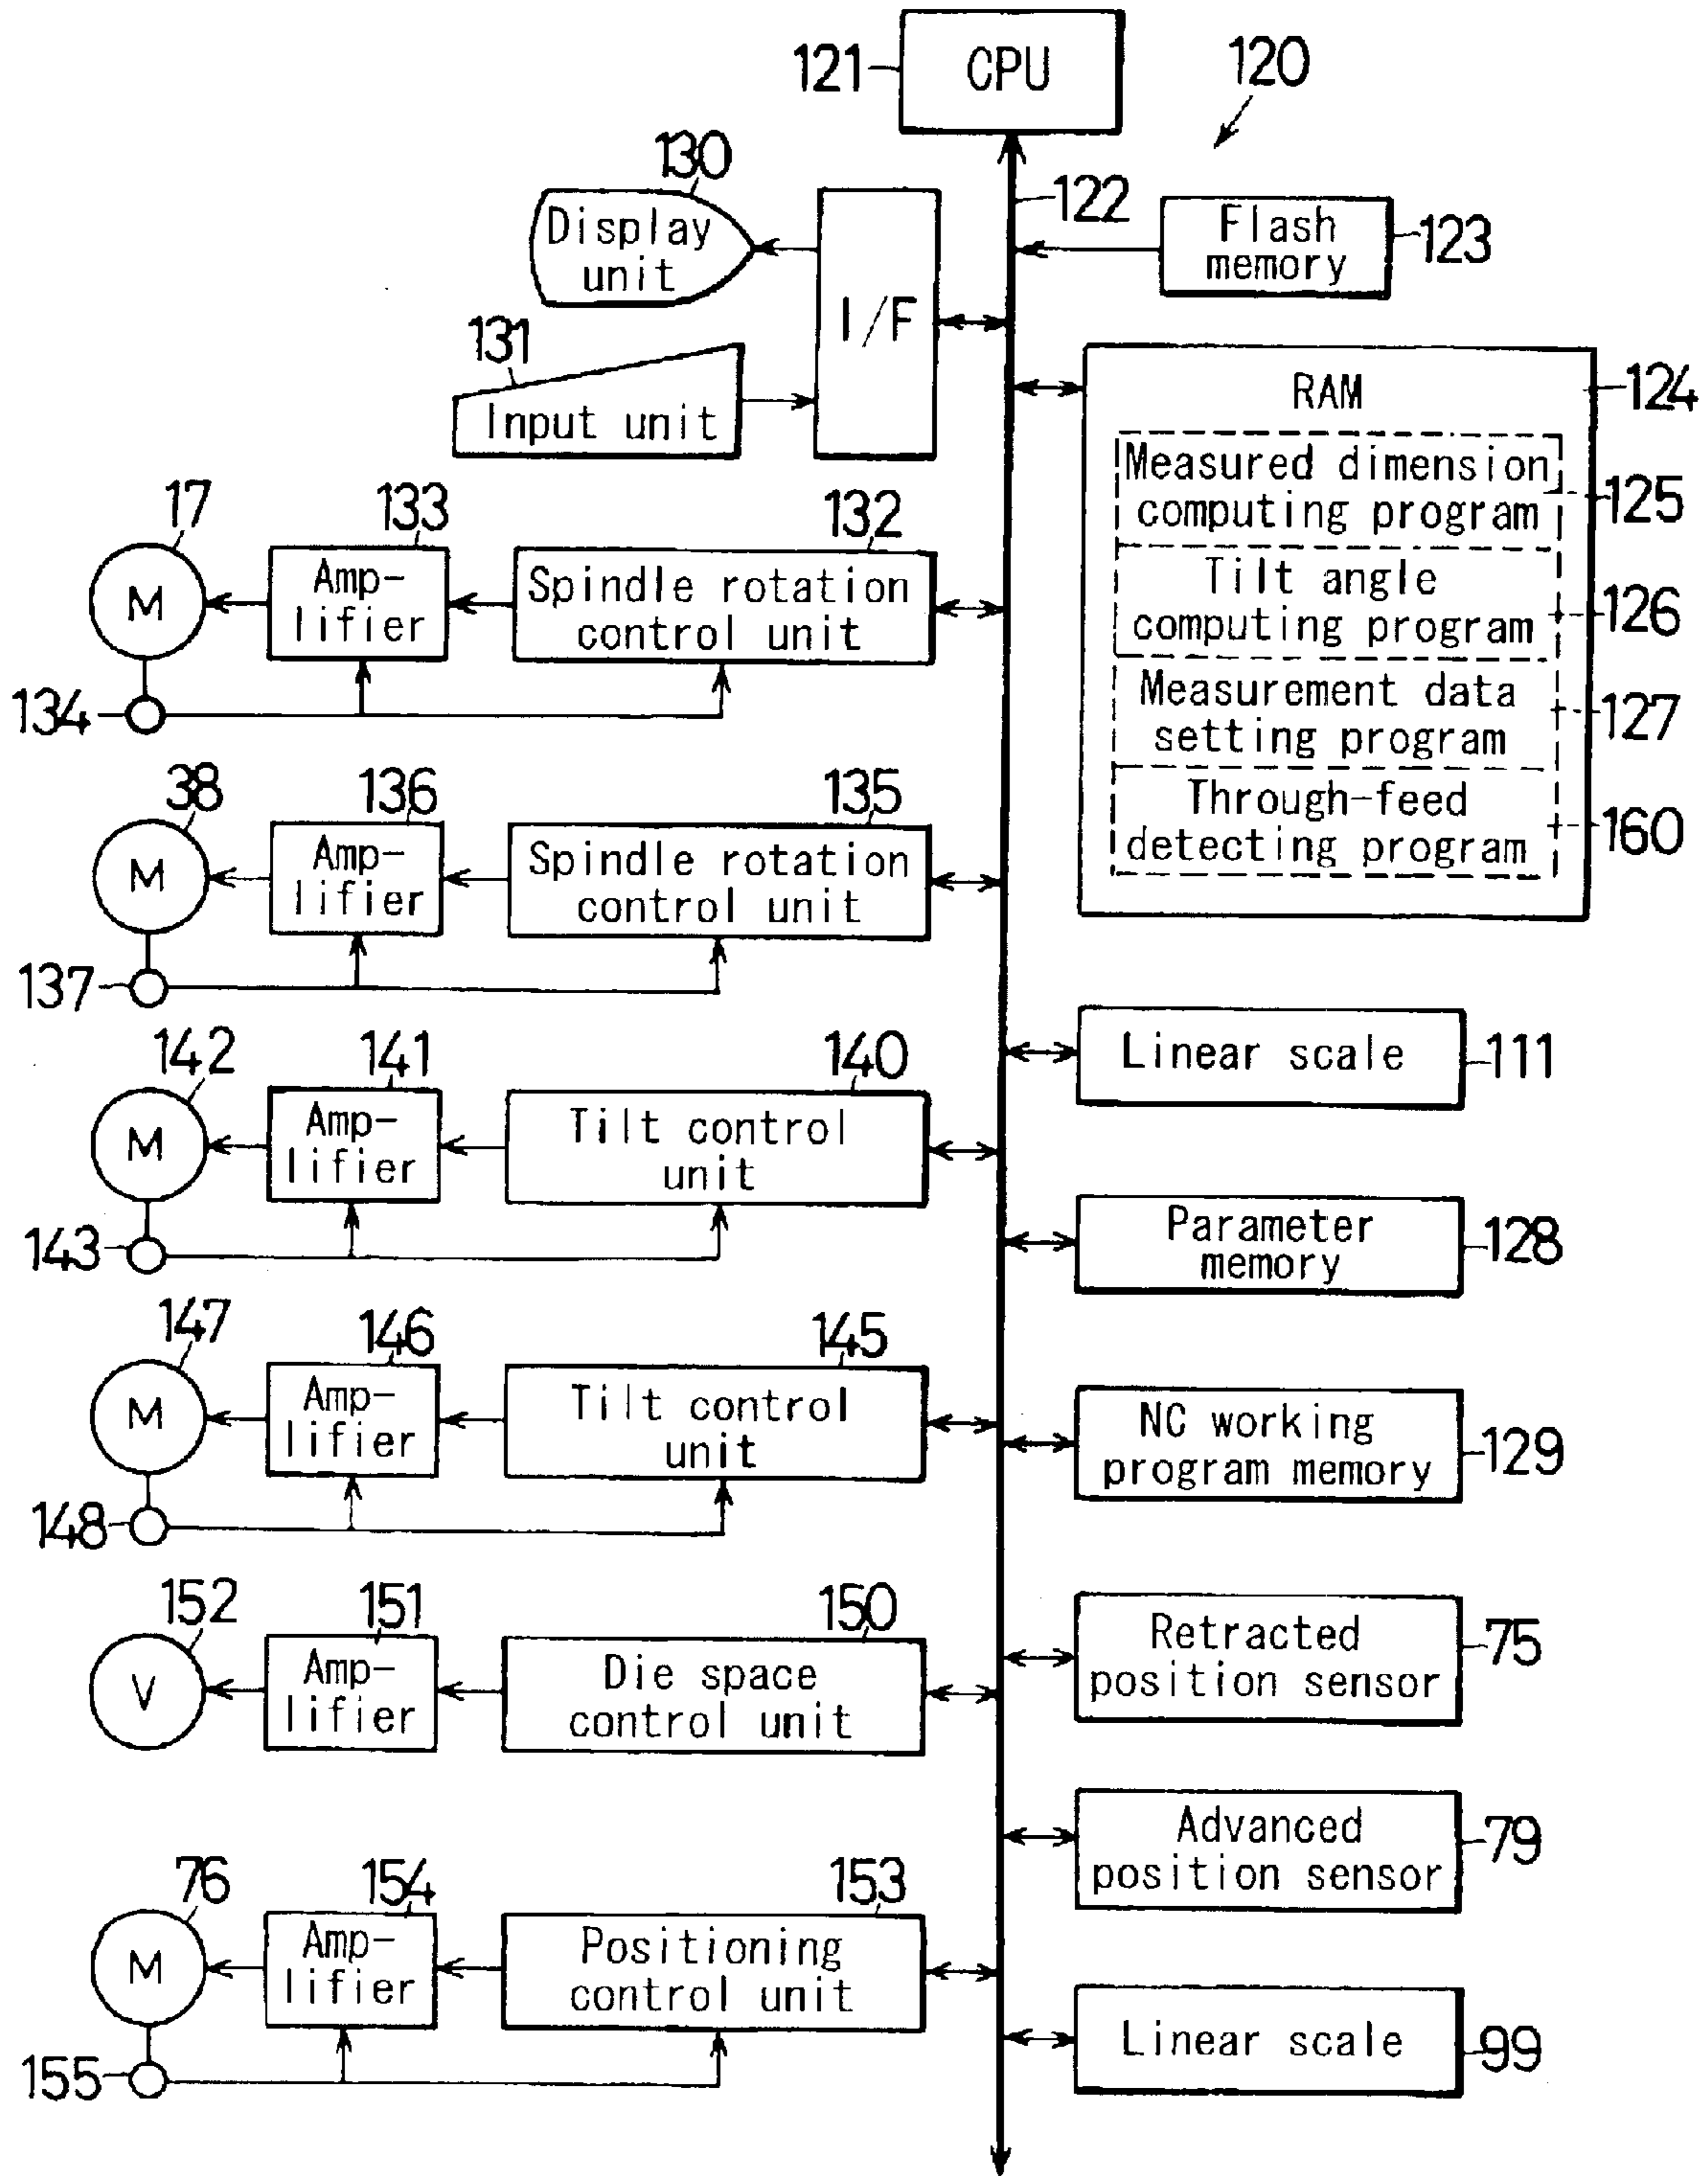 121
CPU
120
130
122
Display
unit
Flash
memory
123
I/F
131
Input unit
RAM
124
Measured dimension
computing program
125
Tilt angle
computing program
126
Measurement data
setting program
127
Through-feed
detecting program
160
17
133
132
M
Amp-
lifier
Spindle rotation
control unit
134
38
136
135
M
Amp-
lifier
Spindle rotation
control unit
137
142
141
140
M
Amp-
lifier
Tilt control
unit
143
Linear scale
111
Parameter
memory
128
147
146
145
M
Amp-
lifier
Tilt control
unit
148
NC working
program memory
129
152
151
150
V
Amp-
lifier
Die space
control unit
Retracted
position sensor
75
Advanced
position sensor
79
76
154
153
M
Amp-
lifier
Positioning
control unit
155
Linear scale
99